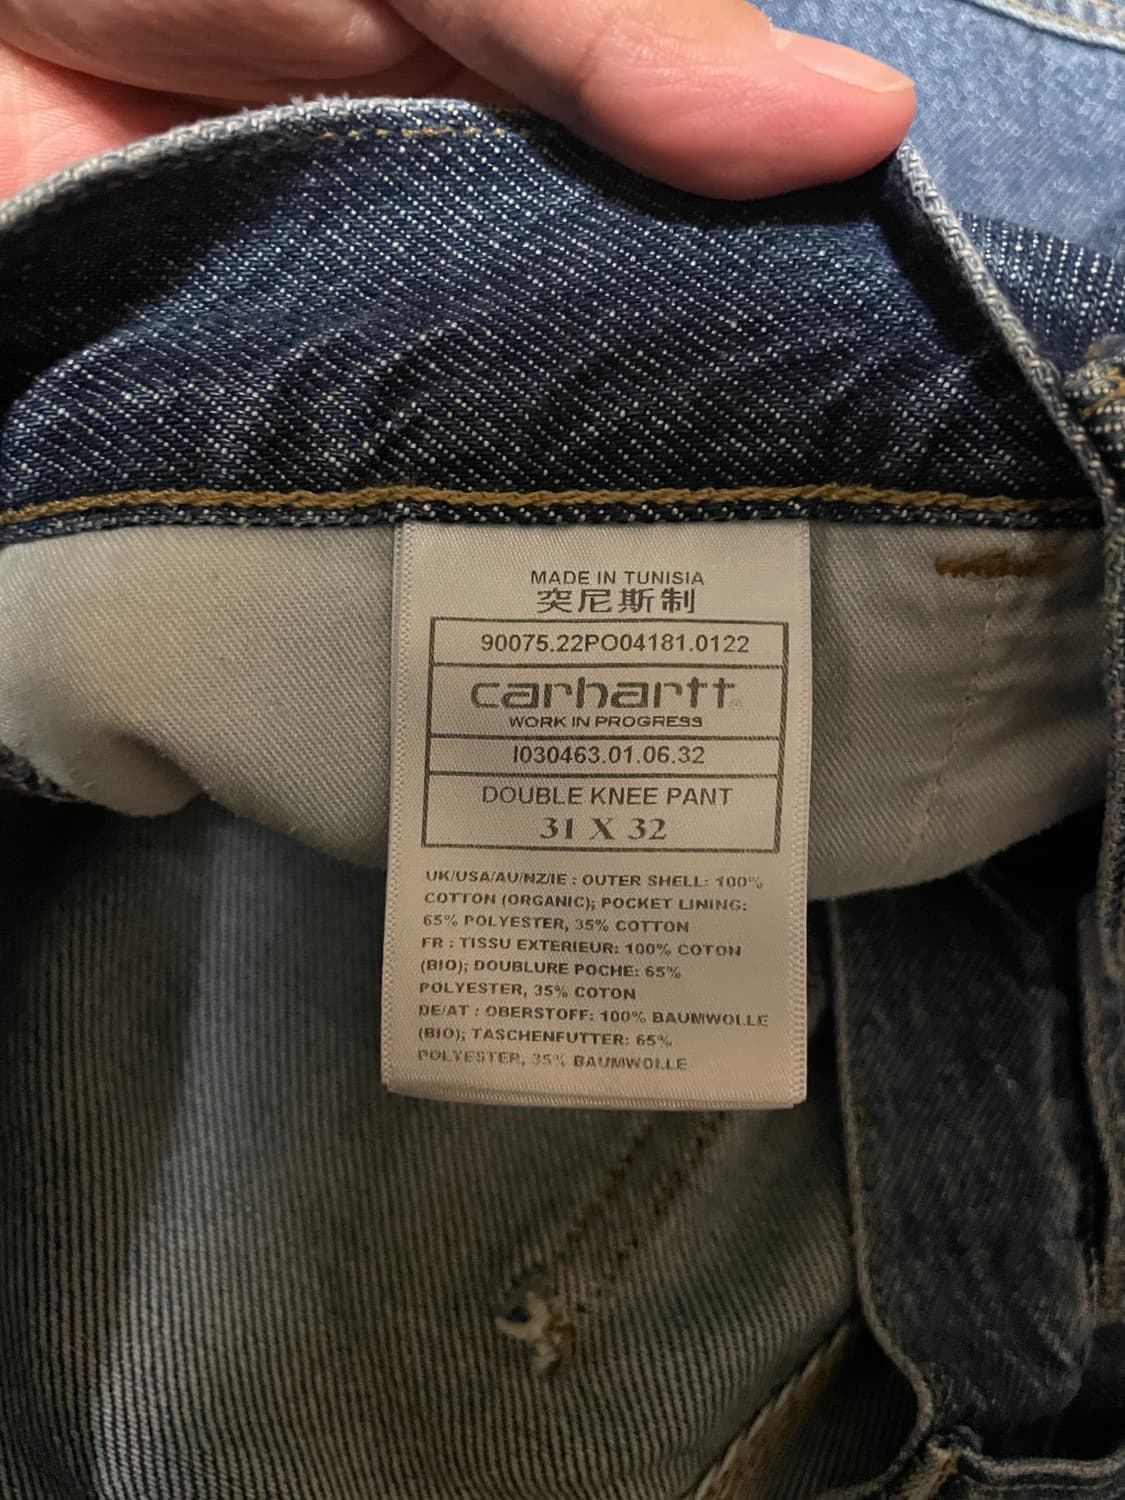 MADE IN TUNISIA
突尼斯制
90075.22PO04181.0122
carhartt®
WORK IN PROGRESS
I030463.01.06.32
DOUBLE KNEE PANT
31 X 32
UK/USA/AU/NZ/IE : OUTER SHELL: 100%
COTTON (ORGANIC); POCKET LINING:
65% POLYESTER, 35% COTTON
FR : TISSU EXTERIEUR: 100% COTON
(BIO); DOUBLURE POCHE: 65%
POLYESTER, 35% COTON
DE/AT : OBERSTOFF: 100% BAUMWOLLE
(BIO); TASCHENFUTTER: 65%
POLYESTER, 35% BAUMWOLLE